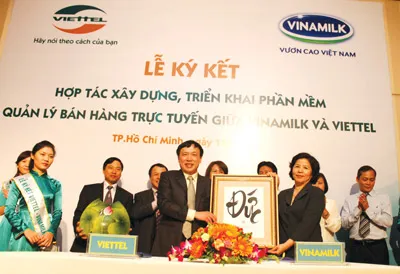 VIETTEL
Hãy nói theo cách của bạn
VINAMILK
VƯƠN CAO VIỆT NAM
LỄ KÝ KẾT
HỢP TÁC XÂY DỰNG, TRIỂN KHAI PHẦN MỀM
QUẢN LÝ BÁN HÀNG TRỰC TUYẾN GIỮA VINAMILK VÀ VIETTEL
TP.Hồ Chí Minh, ngày
Đức
VIETTEL
VINAMILK